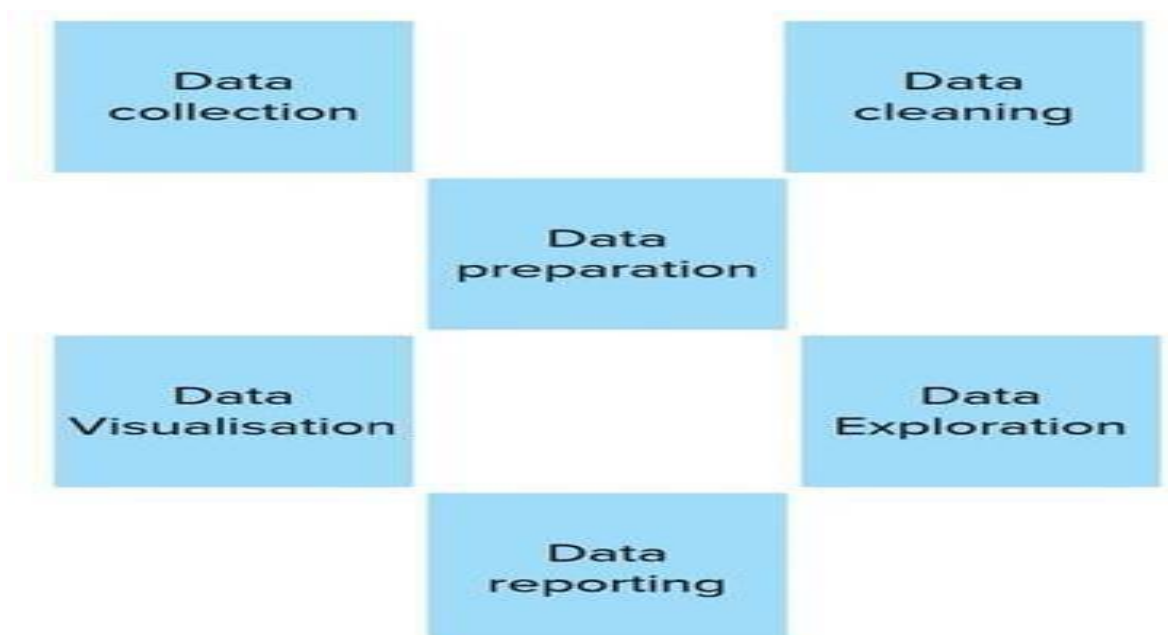 Data
collection
Data
cleaning
Data
preparation
Data
Visualisation
Data
Exploration
Data
reporting